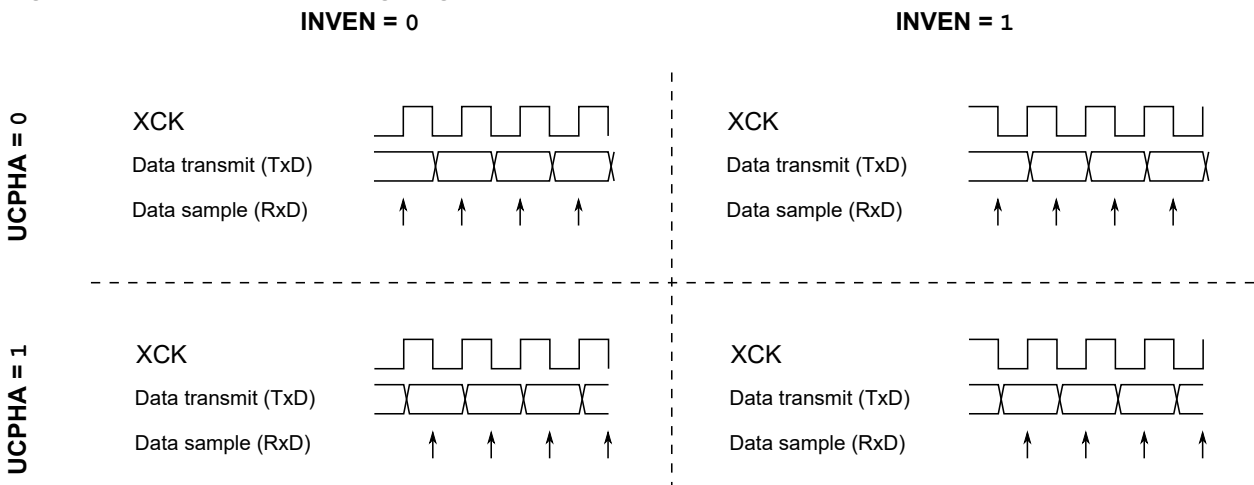 INVEN = 0
INVEN = 1
UCPHA = 0
XCK
Data transmit (TxD)
Data sample (RxD)
XCK
Data transmit (TxD)
Data sample (RxD)
UCPHA = 1
XCK
Data transmit (TxD)
Data sample (RxD)
XCK
Data transmit (TxD)
Data sample (RxD)